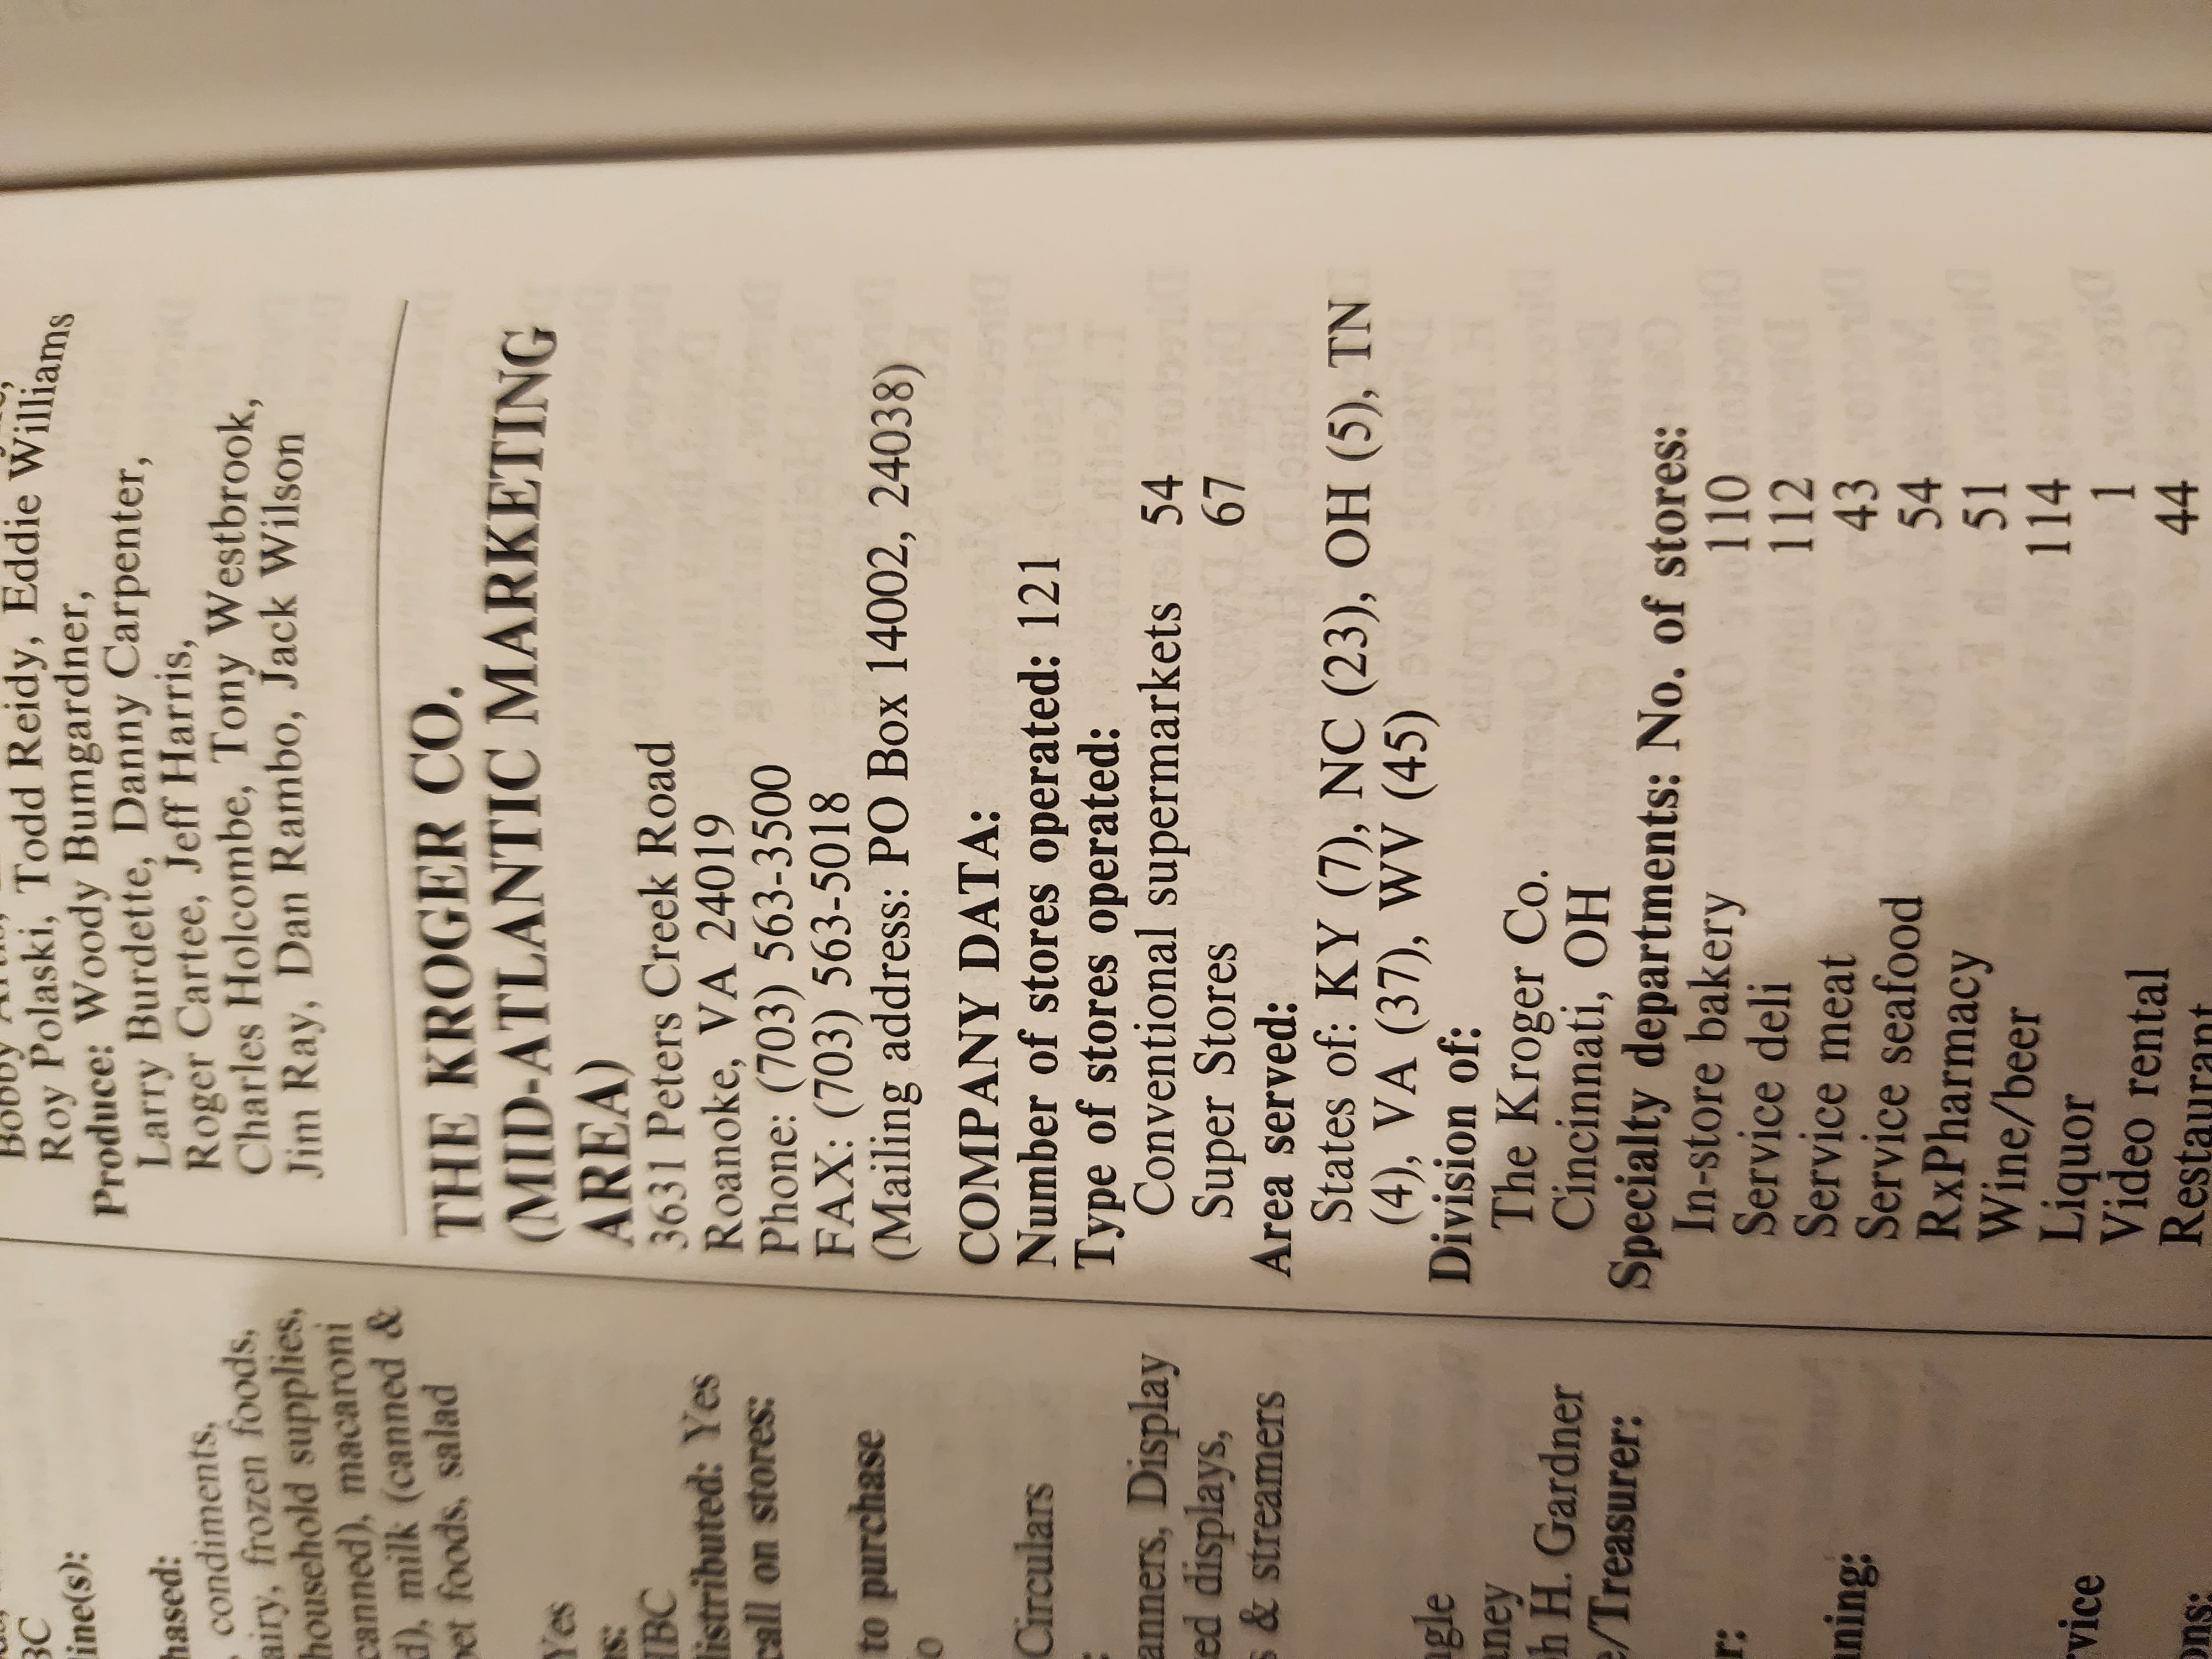 Roy Polaski, Todd Reidy, Eddie Williams
Produce: Woody Bumgardner,
Larry Burdette, Danny Carpenter,
Roger Cartee, Jeff Harris,
Charles Holcombe, Tony Westbrook,
Jim Ray, Dan Rambo, Jack Wilson
THE KROGER CO.
(MID-ATLANTIC MARKETING
AREA)
3631 Peters Creek Road
Roanoke, VA 24019
Phone: (703) 563-3500
FAX: (703) 563-5018
(Mailing address: PO Box 14002, 24038)
COMPANY DATA:
Number of stores operated: 121
Type of stores operated:
Conventional supermarkets 54
Super Stores 67
Area served:
States of: KY (7), NC (23), OH (5), TN
(4), VA (37), WV (45)
Division of:
The Kroger Co.
Cincinnati, OH
Specialty departments: No. of stores:
In-store bakery 110
Service deli 112
Service meat 43
Service seafood 54
RxPharmacy 51
Wine/beer 114
Liquor 1
Video rental 44
Restaurant
condiments,
frozen foods,
household supplies,
macaroni
milk (canned &
foods, salad
Yes
Yes
call on stores:
to purchase
Circulars
Display
displays,
& streamers
H. Gardner
/Treasurer: